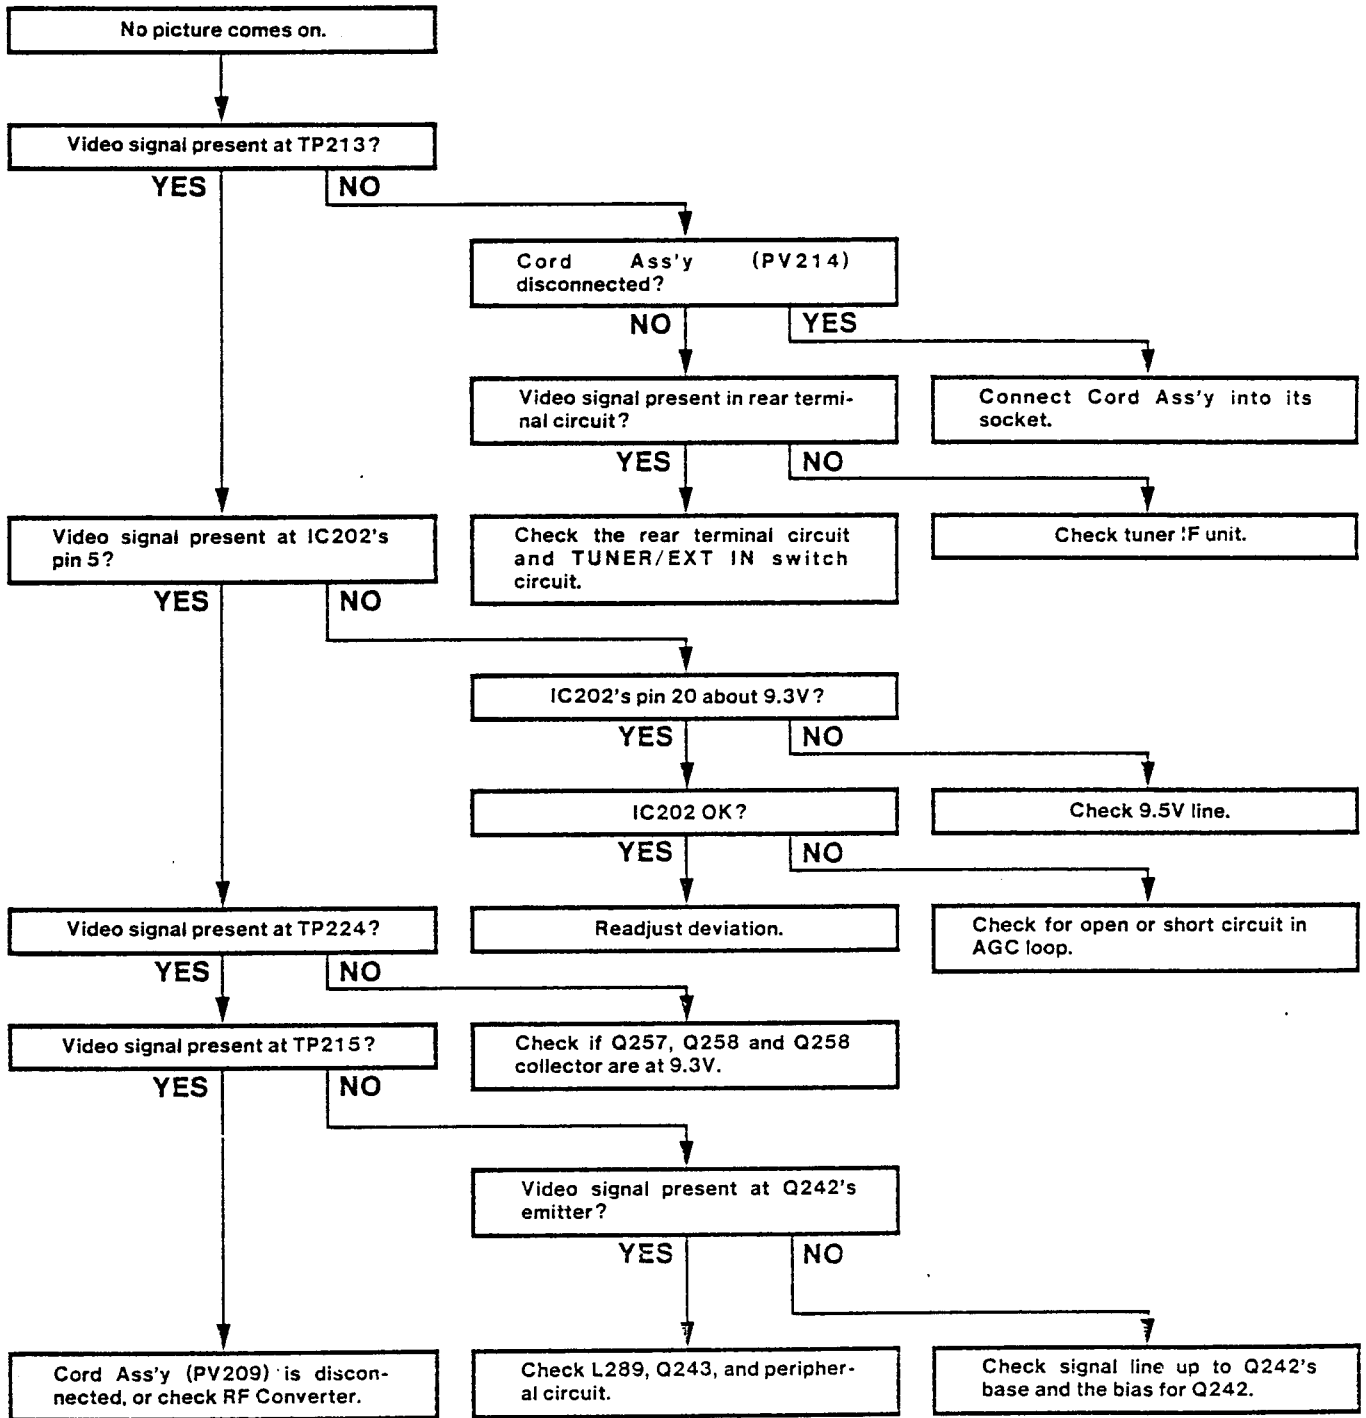 No picture comes on.
Video signal present at TP213?
YES
NO
Cord Ass'y (PV214)
disconnected?
NO
YES
Video signal present in rear termi-
nal circuit?
Connect Cord Ass'y into its
socket.
YES
NO
Video signal present at IC202's
pin 5?
Check the rear terminal circuit
and TUNER/EXT IN switch
circuit.
Check tuner IF unit.
YES
NO
IC202's pin 20 about 9.3V?
YES
NO
IC202 OK?
Check 9.5V line.
YES
NO
Video signal present at TP224?
Readjust deviation.
Check for open or short circuit in
AGC loop.
YES
NO
Video signal present at TP215?
Check if Q257, Q258 and Q258
collector are at 9.3V.
YES
NO
Video signal present at Q242's
emitter?
YES
NO
Cord Ass'y (PV209) is discon-
nected, or check RF Converter.
Check L289, Q243, and peripher-
al circuit.
Check signal line up to Q242's
base and the bias for Q242.